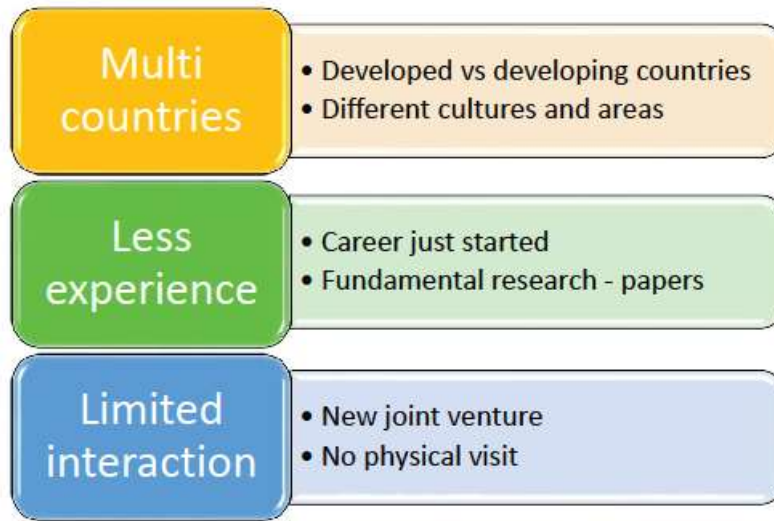 Multi
countries
• Developed vs developing countries
• Different cultures and areas
Less
experience
• Career just started
• Fundamental research - papers
Limited
interaction
• New joint venture
• No physical visit